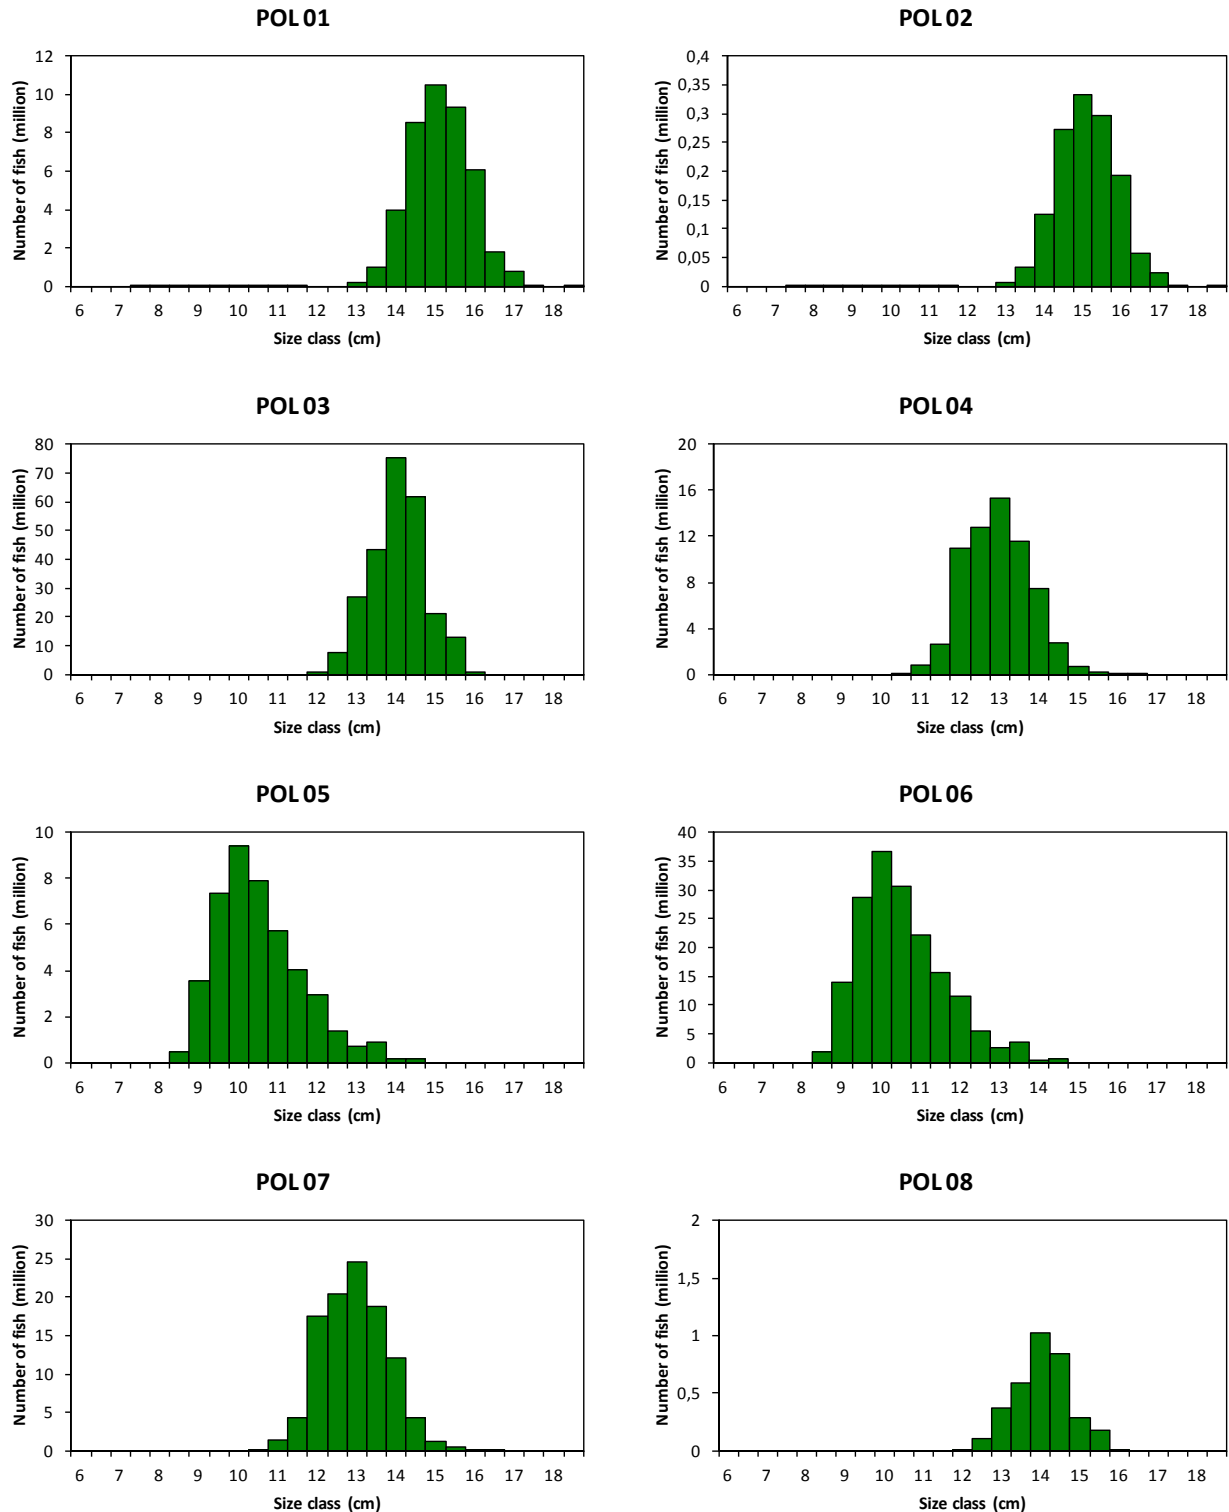 POL 01
Number of fish (million)
12
10
8
6
4
2
0
6 7 8 9 10 11 12 13 14 15 16 17 18
Size class (cm)
POL 02
Number of fish (million)
0,4
0,35
0,3
0,25
0,2
0,15
0,1
0,05
0
6 7 8 9 10 11 12 13 14 15 16 17 18
Size class (cm)
POL 03
Number of fish (million)
80
70
60
50
40
30
20
10
0
6 7 8 9 10 11 12 13 14 15 16 17 18
Size class (cm)
POL 04
Number of fish (million)
20
16
12
8
4
0
6 7 8 9 10 11 12 13 14 15 16 17 18
Size class (cm)
POL 05
Number of fish (million)
10
8
6
4
2
0
6 7 8 9 10 11 12 13 14 15 16 17 18
Size class (cm)
POL 06
Number of fish (million)
40
35
30
25
20
15
10
5
0
6 7 8 9 10 11 12 13 14 15 16 17 18
Size class (cm)
POL 07
Number of fish (million)
30
25
20
15
10
5
0
6 7 8 9 10 11 12 13 14 15 16 17 18
Size class (cm)
POL 08
Number of fish (million)
2
1,5
1
0,5
0
6 7 8 9 10 11 12 13 14 15 16 17 18
Size class (cm)